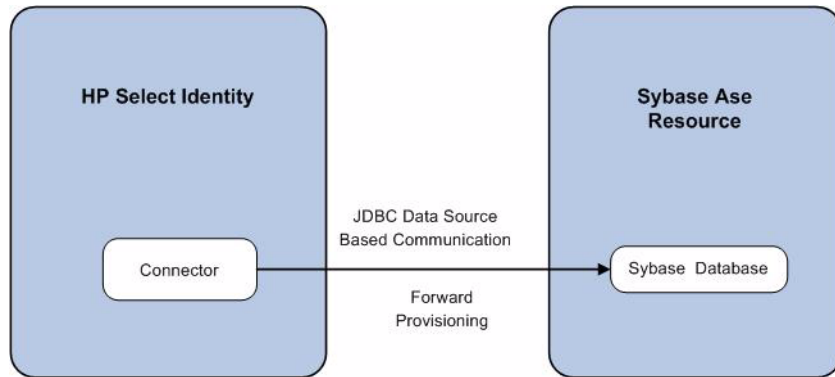 HP Select Identity
Sybase Ase
Resource
JDBC Data Source
Based Communication
Connector
Sybase Database
Forward
Provisioning